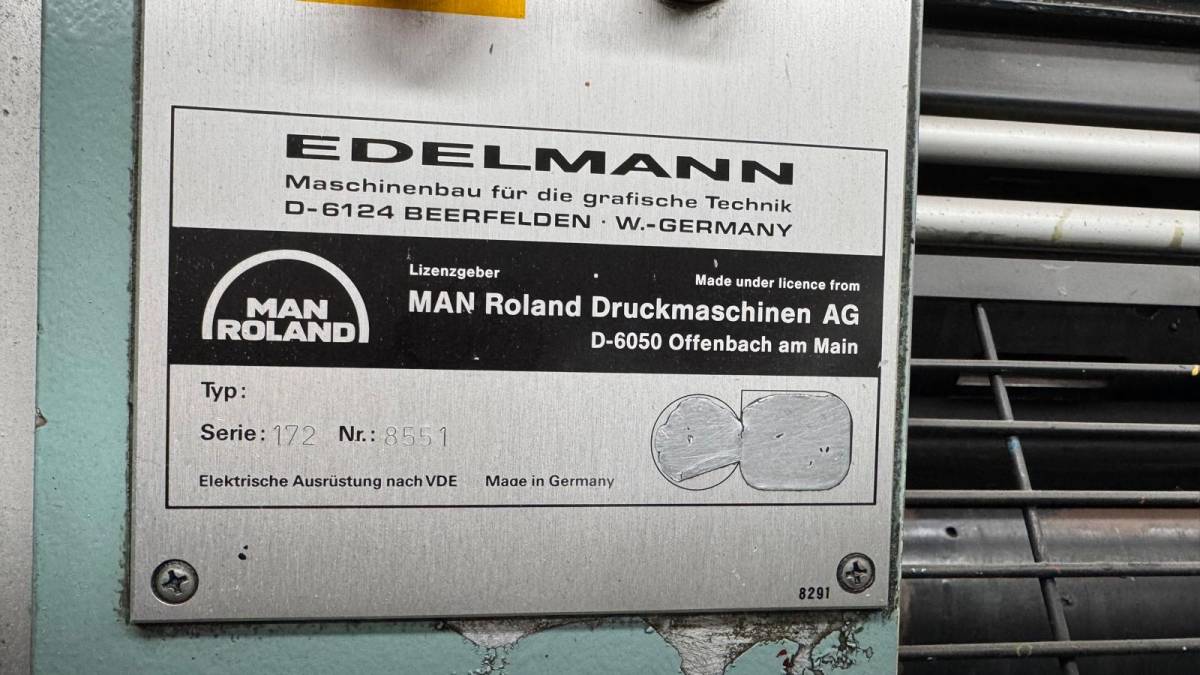 EDELMANN
Maschinenbau für die grafische Technik
D-6124 BEERFELDEN · W.-GERMANY
MAN
ROLAND
Lizenzgeber Made under licence from
MAN Roland Druckmaschinen AG
D-6050 Offenbach am Main
Typ:
Serie: 172 Nr.: 8551
Elektrische Ausrüstung nach VDE Made in Germany
8291